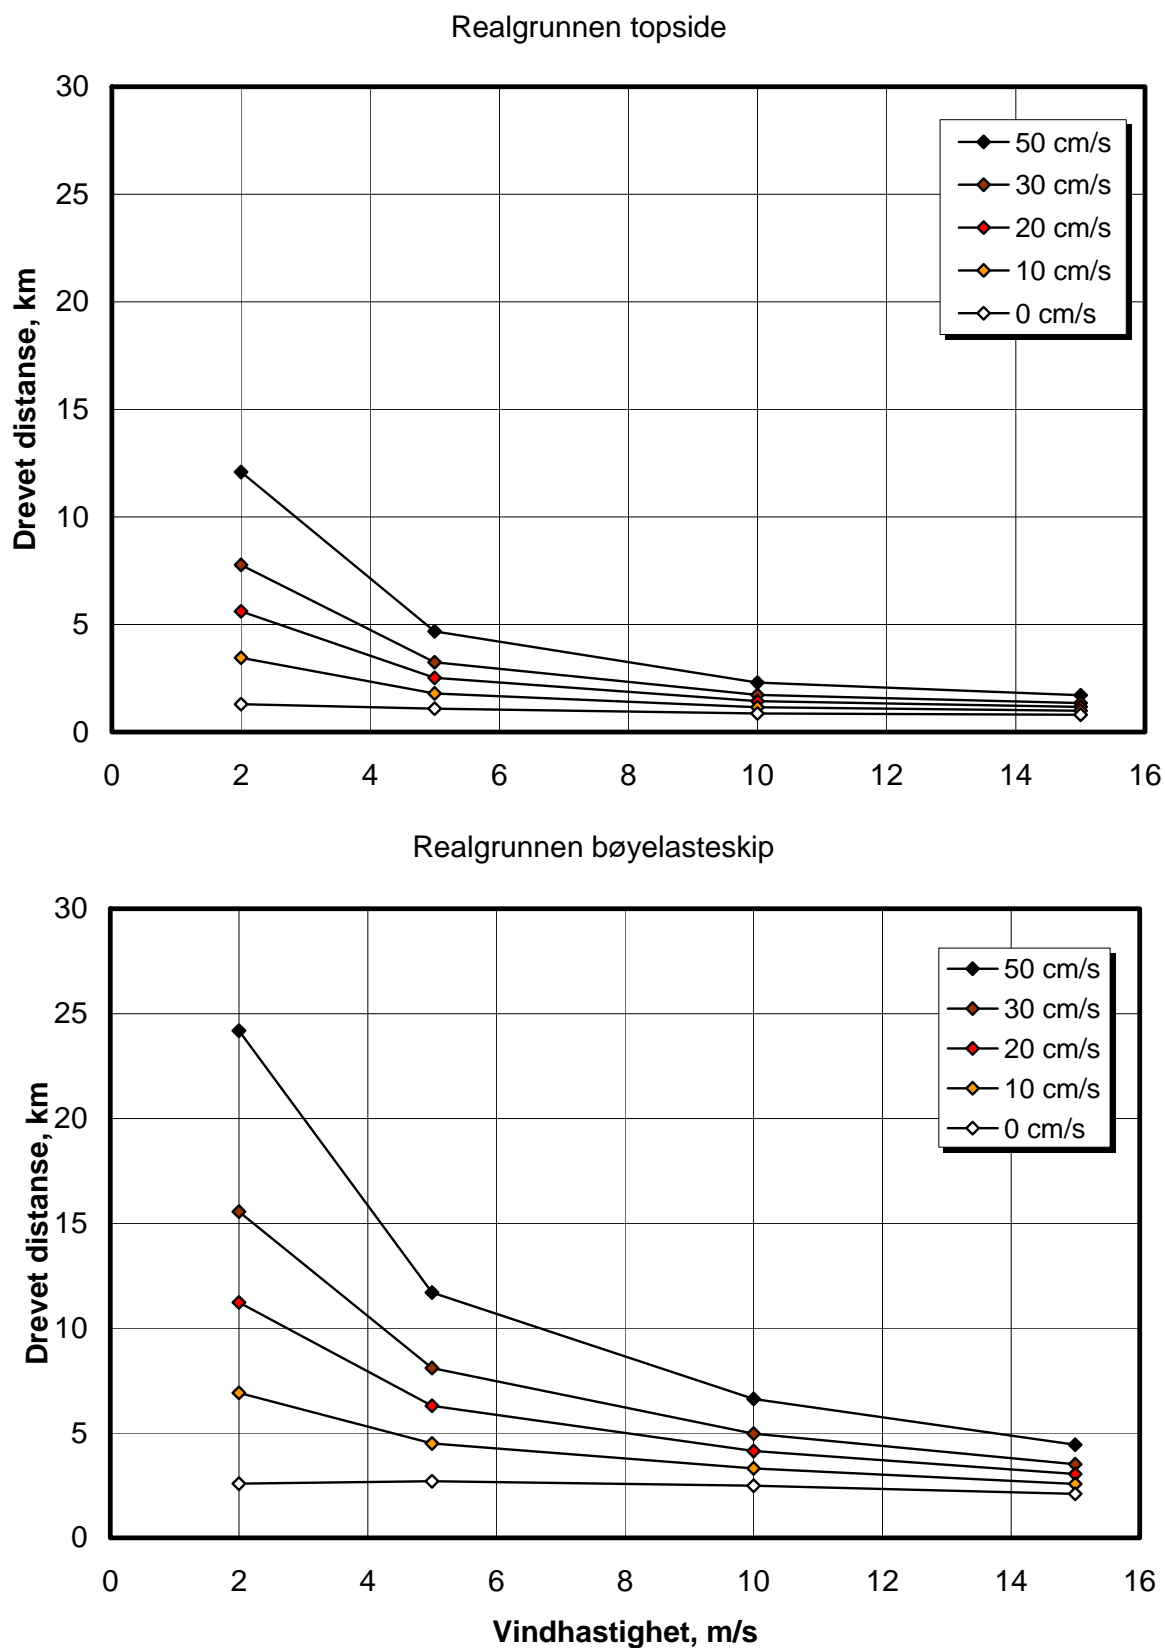 Realgrunnen topside
30
25
20
15
10
5
0
Drevet distanse, km
50 cm/s
30 cm/s
20 cm/s
10 cm/s
0 cm/s
0 2 4 6 8 10 12 14 16
Realgrunnen bøyelasteskip
30
25
20
15
10
5
0
Drevet distanse, km
50 cm/s
30 cm/s
20 cm/s
10 cm/s
0 cm/s
0 2 4 6 8 10 12 14 16
Vindhastighet, m/s